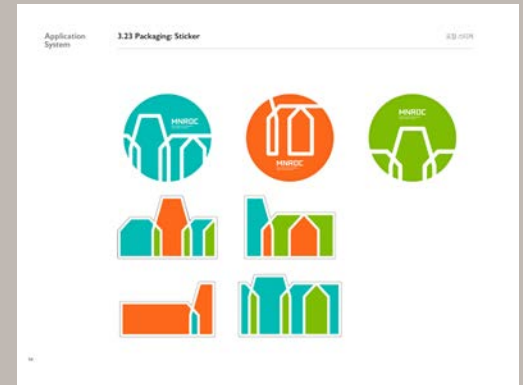 Application
System
3.23 Packaging: Sticker
포장: 스티커
MNROC
MNROC
MNROC